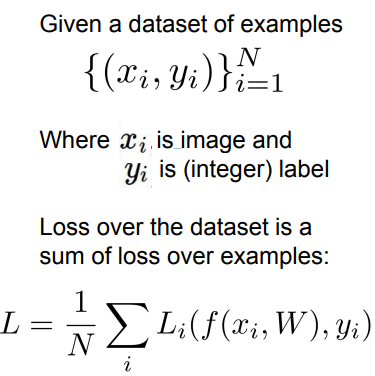 Given a dataset of examples
{(x_i, y_i)}_{i=1}^N
Where x_i is image and
y_i is (integer) label
Loss over the dataset is a
sum of loss over examples:
L = \frac{1}{N} \sum_i L_i(f(x_i, W), y_i)